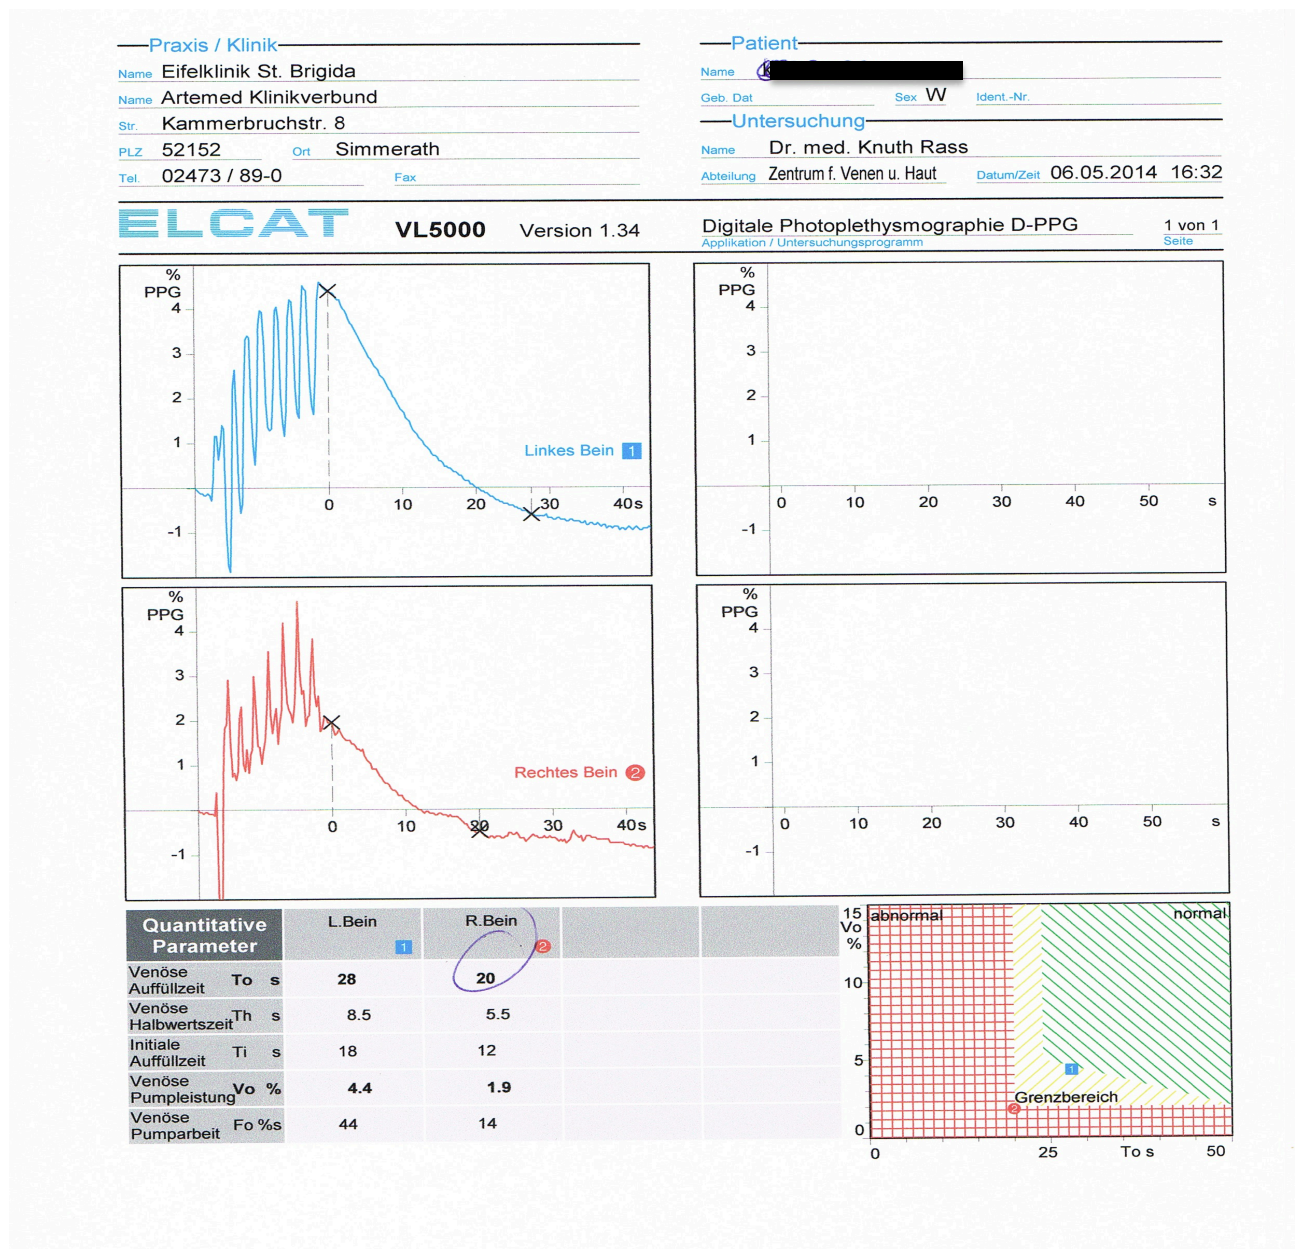 Praxis / Klinik
Name Eifelklinik St. Brigida
Name Artemed Klinikverbund
Str. Kammerbruchstr. 8
PLZ 52152 Ort Simmerath
Tel. 02473 / 89-0 Fax
Patient
Name
Geb. Dat Sex W Ident.-Nr.
Untersuchung
Name Dr. med. Knuth Rass
Abteilung Zentrum f. Venen u. Haut Datum/Zeit 06.05.2014 16:32
ELCAT VL5000 Version 1.34
Digitale Photoplethysmographie D-PPG 1 von 1
Applikation / Untersuchungsprogramm Seite
%
PPG
4
3
2
1
-1
0 10 20 30 40s
Linkes Bein 1
%
PPG
4
3
2
1
-1
0 10 20 30 40 50 s
%
PPG
4
3
2
1
-1
0 10 20 30 40s
Rechtes Bein 2
%
PPG
4
3
2
1
-1
0 10 20 30 40 50 s
Quantitative Parameter L.Bein 1 R.Bein 2
Venöse Auffüllzeit To s 28 20
Venöse Halbwertszeit Th s 8.5 5.5
Initiale Auffüllzeit Ti s 18 12
Venöse Pumpleistung Vo % 4.4 1.9
Venöse Pumparbeit Fo %s 44 14
15 abnormal normal
Vo
%
10
5
1
Grenzbereich
2
0
0 25 To s 50